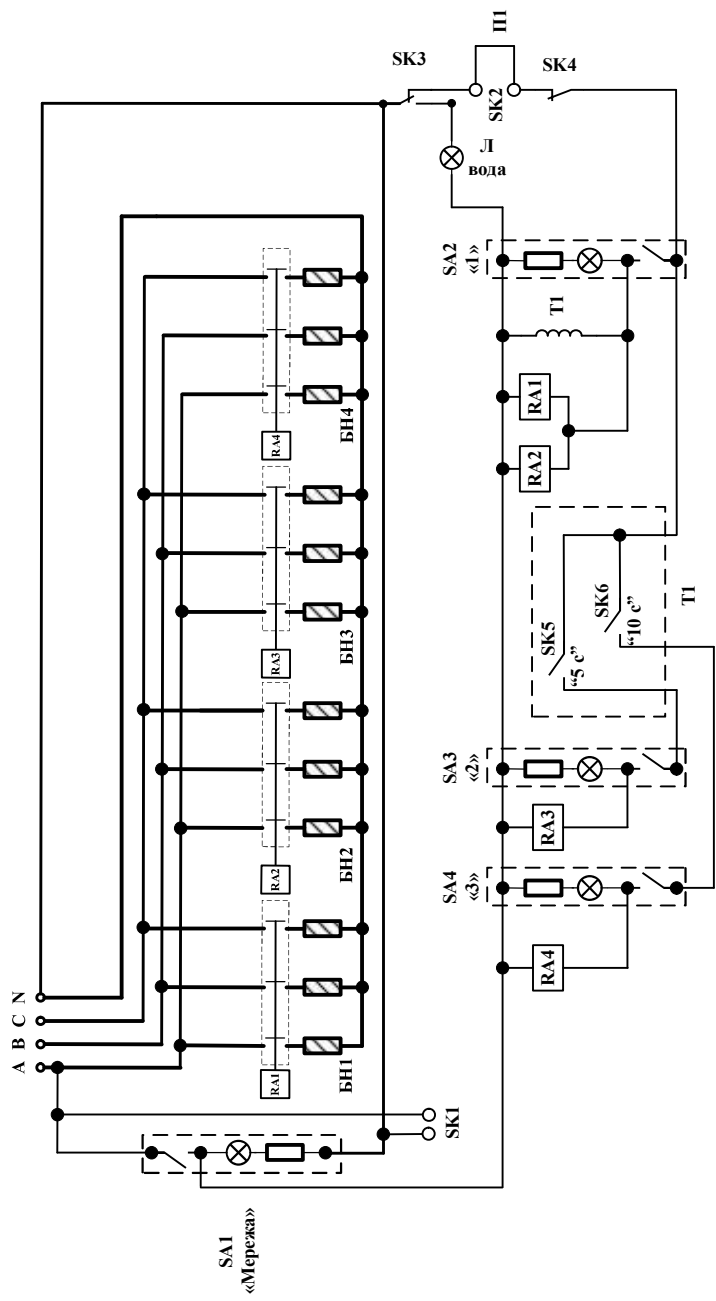 A B C N
SA1
«Мережа»
SK1
RA1
БН1
RA2
БН2
RA3
БН3
RA4
БН4
SK3
П1
SK2
SK4
Л
вода
SA2
«1»
T1
RA1
RA2
SK5
“5 c”
SK6
“10 c”
T1
SA3
«2»
RA3
SA4
«3»
RA4